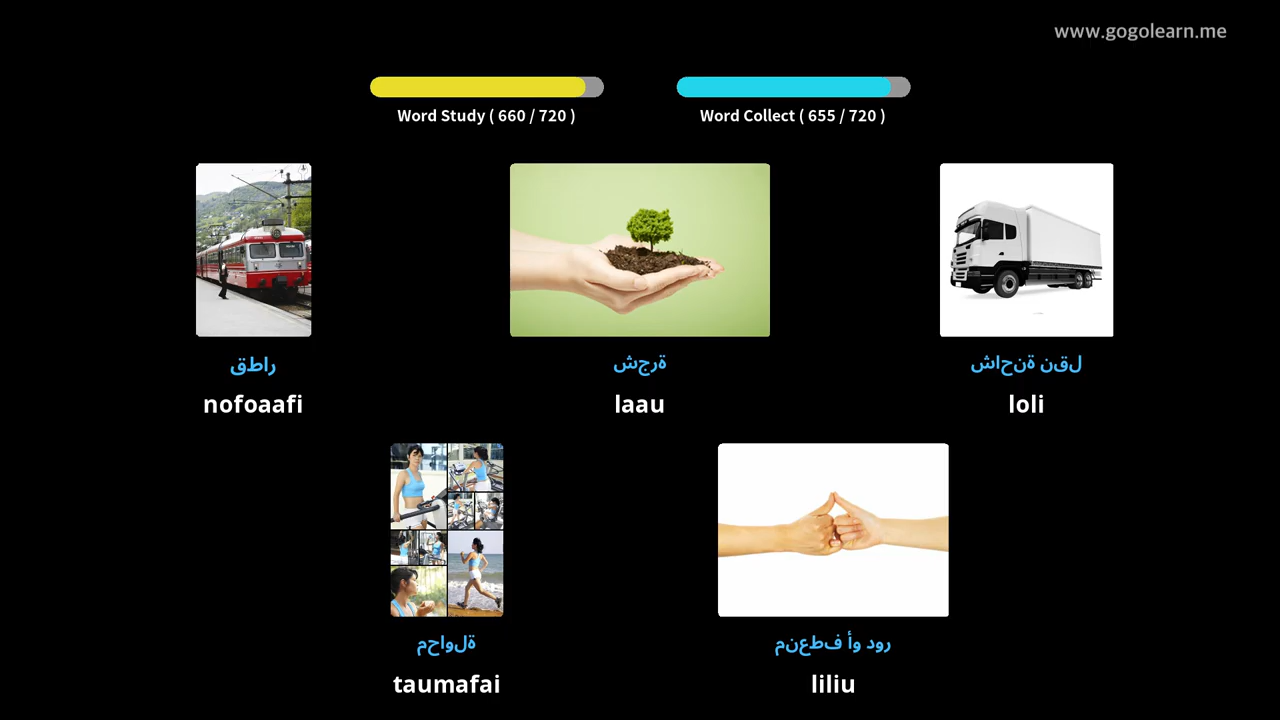 www.gogolearn.me
Word Study ( 660 / 720 )
Word Collect ( 655 / 720 )
راطق
ةرجش
لقن ةنحاش
nofoaafi
laau
loli
ةلواحم
رود وأ فطعنم
taumafai
liliu